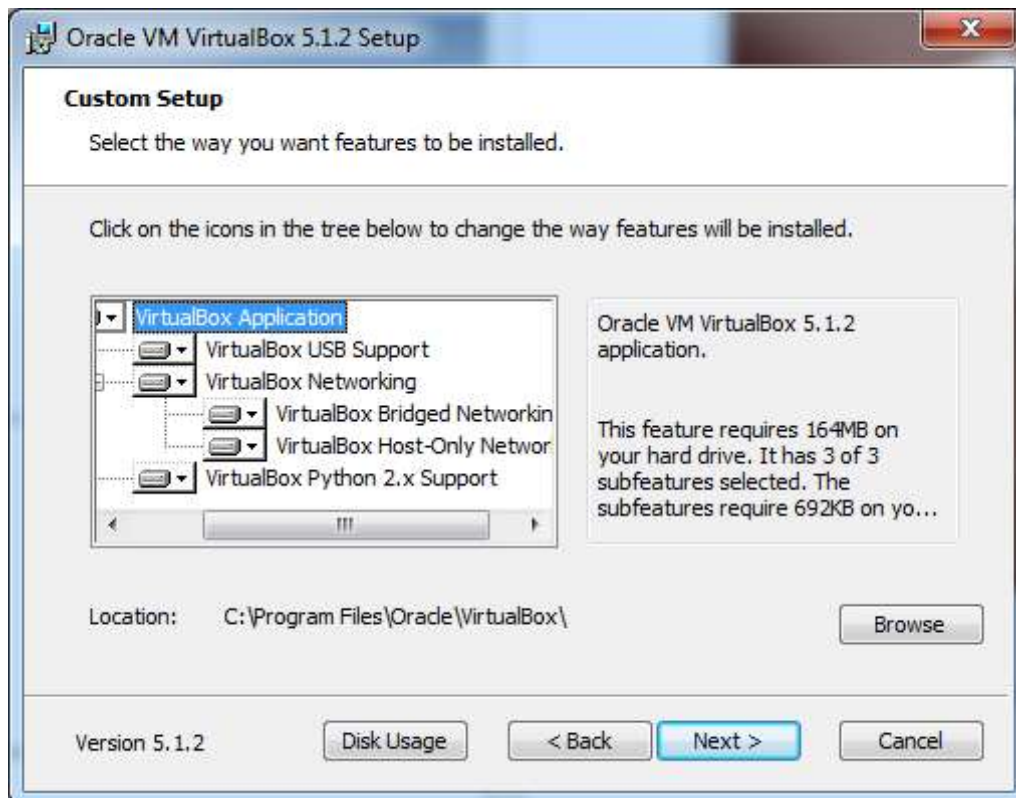 Oracle VM VirtualBox 5.1.2 Setup
Custom Setup
Select the way you want features to be installed.
Click on the icons in the tree below to change the way features will be installed.
VirtualBox Application
VirtualBox USB Support
VirtualBox Networking
VirtualBox Bridged Networkin
VirtualBox Host-Only Networ
VirtualBox Python 2.x Support
Oracle VM VirtualBox 5.1.2
application.
This feature requires 164MB on
your hard drive. It has 3 of 3
subfeatures selected. The
subfeatures require 692KB on yo...
Location: C:\Program Files\Oracle\VirtualBox\
Browse
Version 5.1.2 Disk Usage < Back Next > Cancel